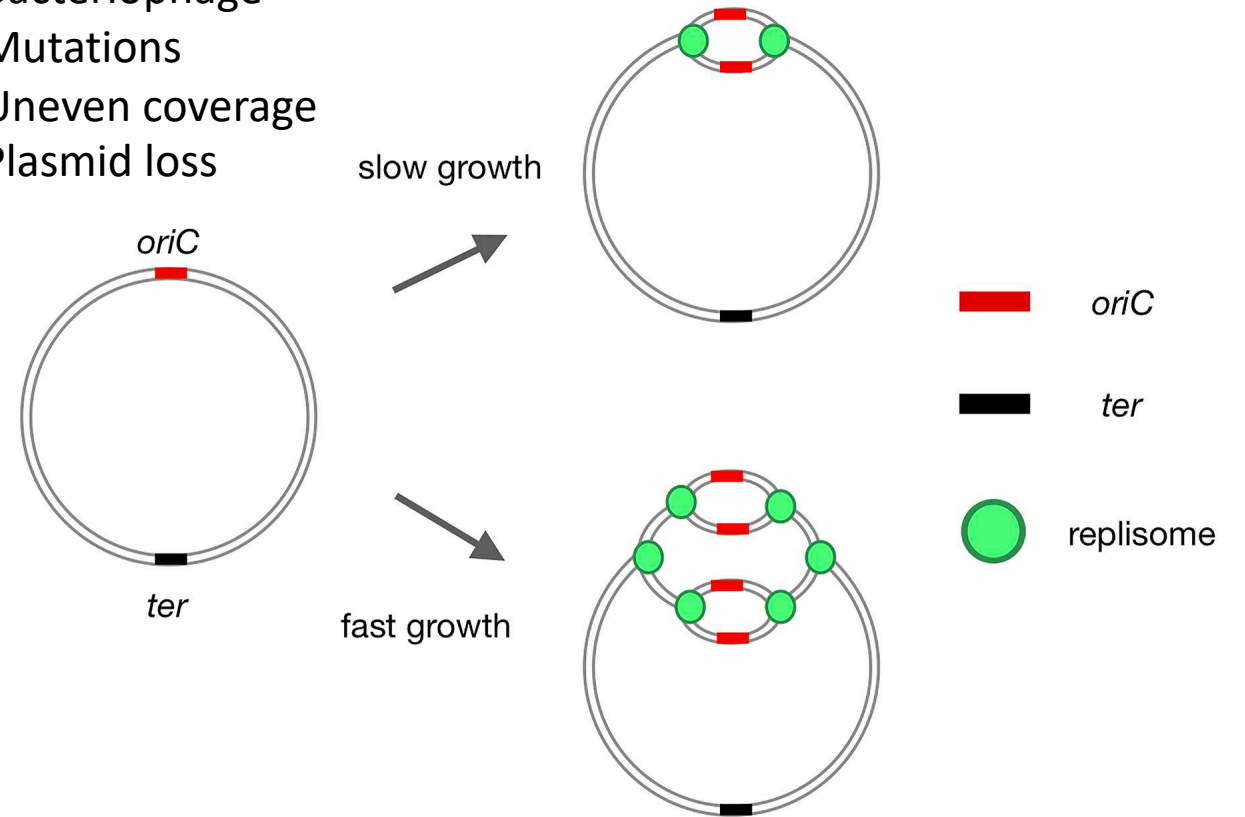 Mutations
Uneven coverage
Plasmid loss
slow growth
oriC
ter
fast growth
oriC
ter
replisome